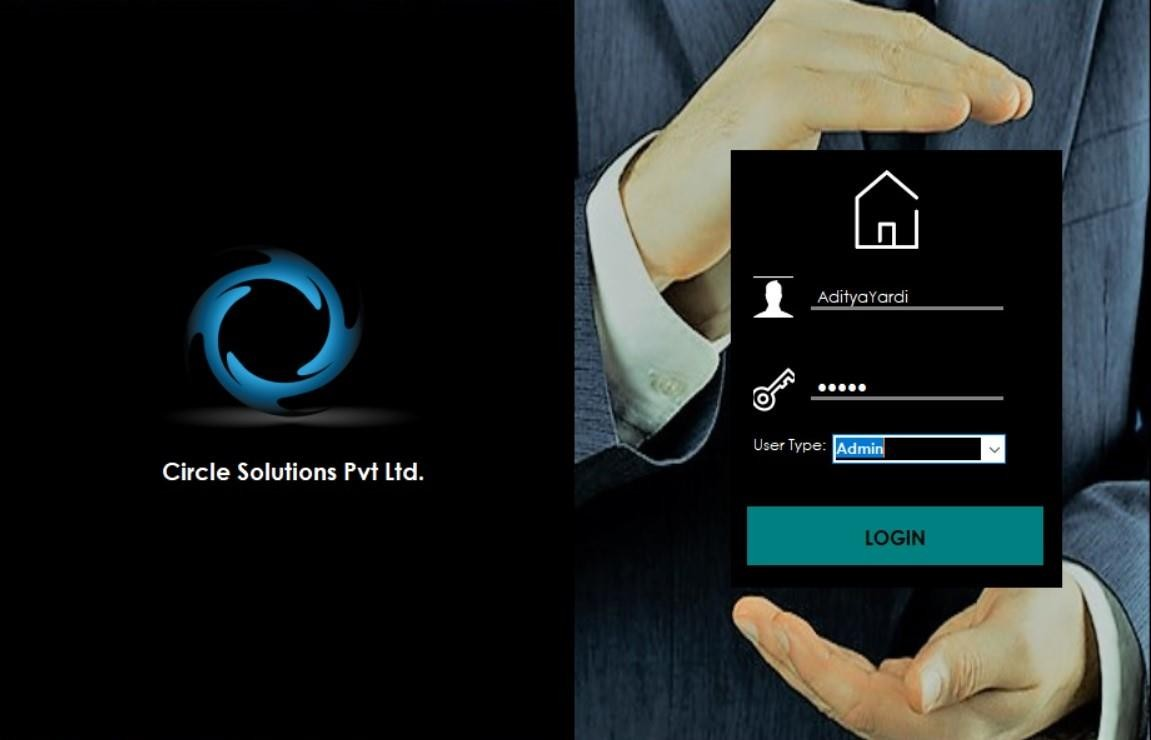 Circle Solutions Pvt Ltd.
AdityaYardi
•••••
User Type: Admin
LOGIN